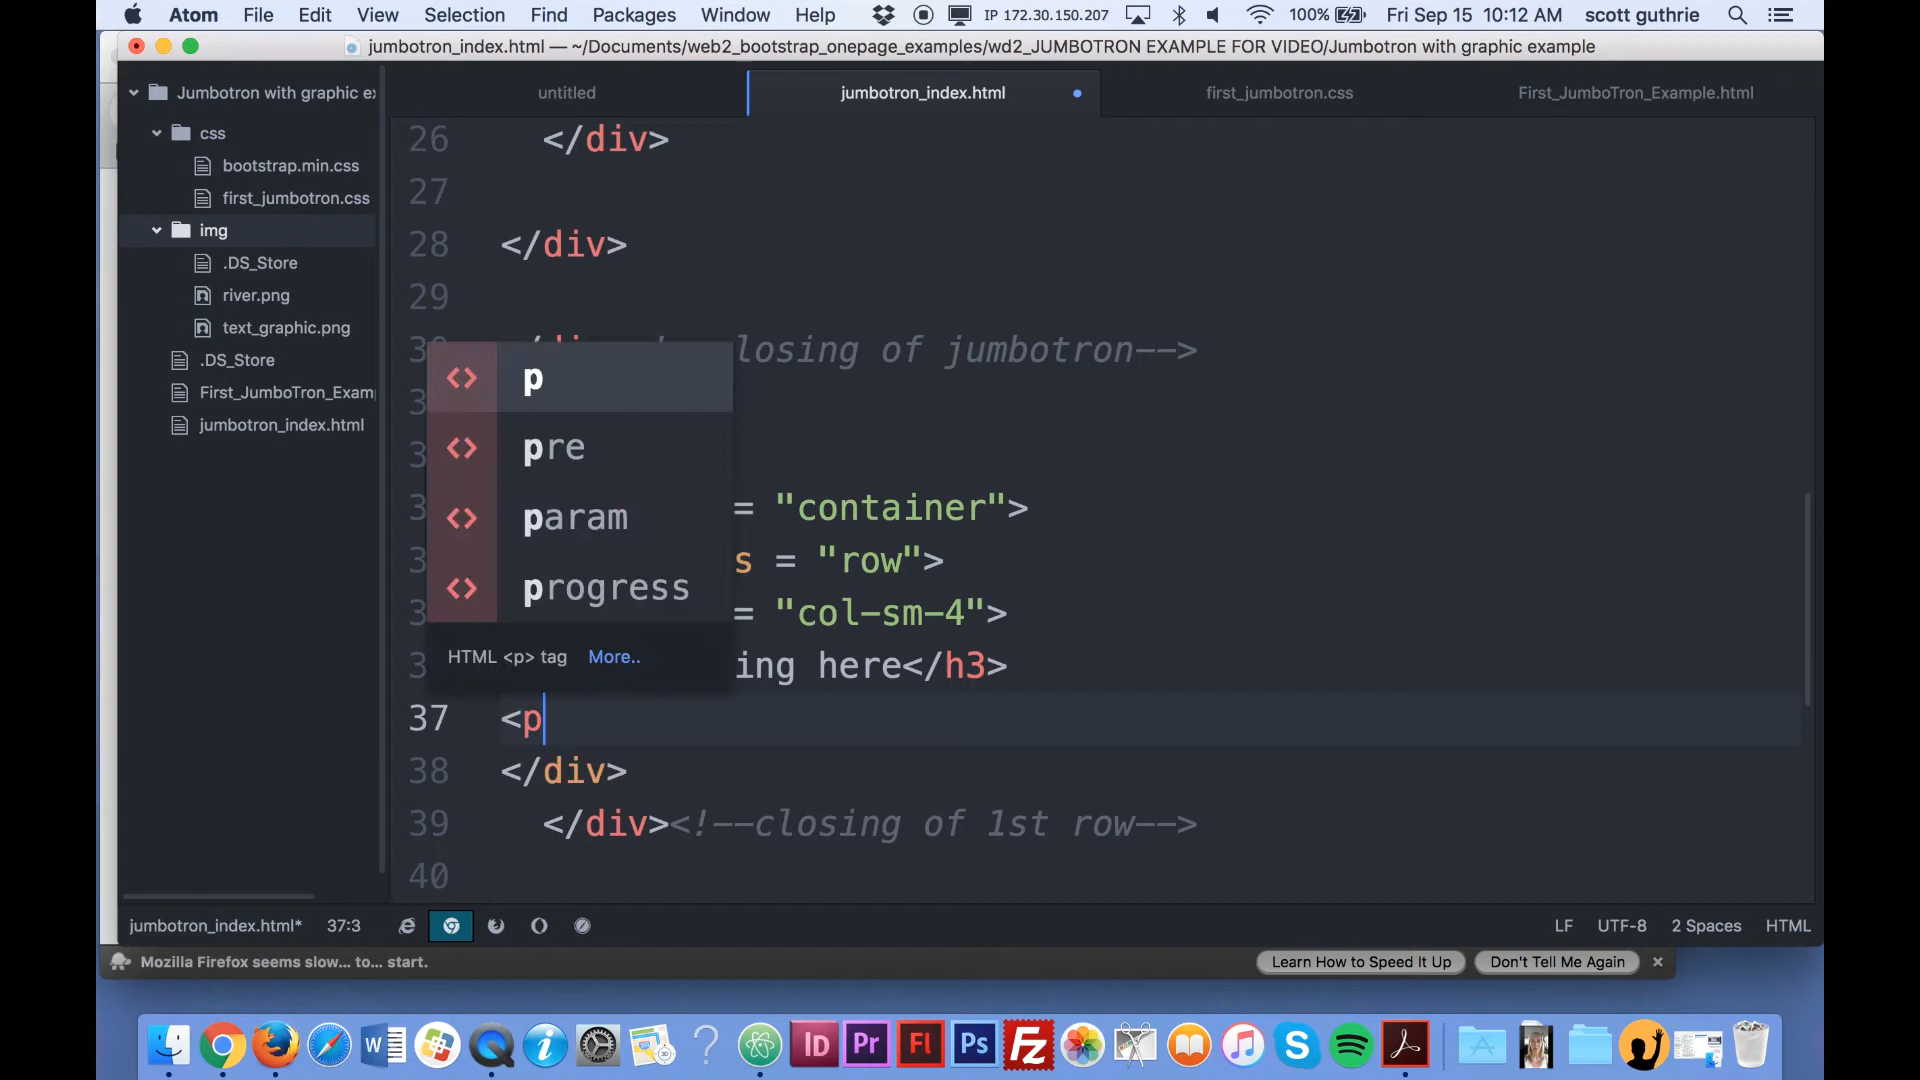 Atom File Edit View Selection Find Packages Window Help IP 172.30.150.207 100% Fri Sep 15 10:12 AM scott guthrie
jumbotron_index.html — ~/Documents/web2_bootstrap_onepage_examples/wd2_JUMBOTRON EXAMPLE FOR VIDEO/Jumbotron with graphic example
Jumbotron with graphic e
css
bootstrap.min.css
first_jumbotron.css
img
.DS_Store
river.png
text_graphic.png
.DS_Store
First_JumboTron_Exam
jumbotron_index.html
untitled jumbotron_index.html first_jumbotron.css First_JumboTron_Example.html
26 </div>
27
28 </div>
29
losing of jumbotron-->
p
pre
param
progress
HTML <p> tag More..
= "container">
s = "row">
= "col-sm-4">
ing here</h3>
37 <p
38 </div>
39 </div><!--closing of 1st row-->
40
jumbotron_index.html* 37:3 LF UTF-8 2 Spaces HTML
Mozilla Firefox seems slow... to... start. Learn How to Speed It Up Don't Tell Me Again ×
W Id Pr Fl Ps Fz